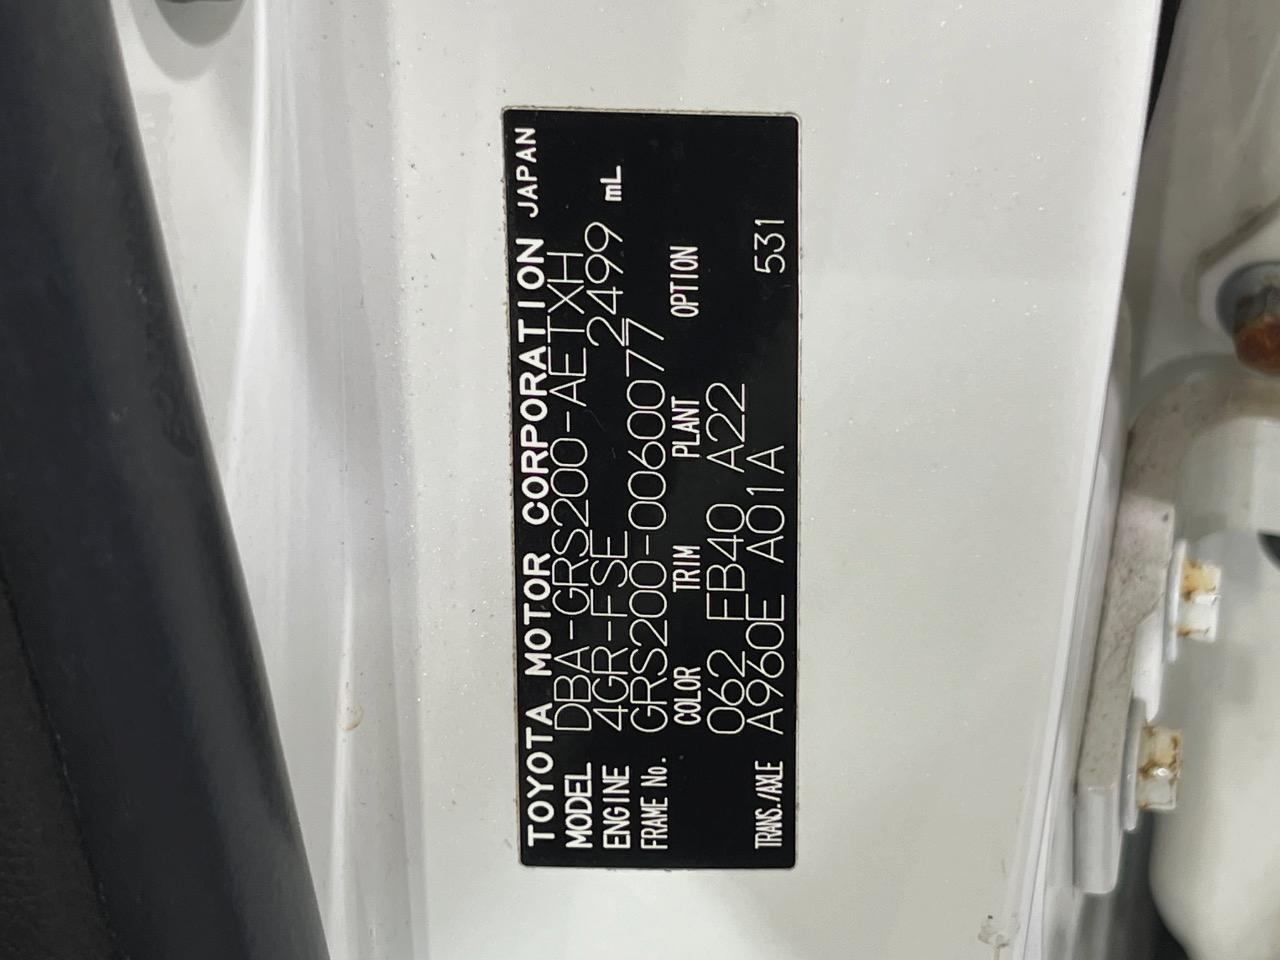 TOYOTA MOTOR CORPORATION JAPAN
MODEL DBA-GRS200-AETXH
ENGINE 4GR-FSE 2499 mL
FRAME No. GRS200-0060077
COLOR TRIM PLANT OPTION
062 FB40 A22
TRANS./AXLE A960E A01A 531